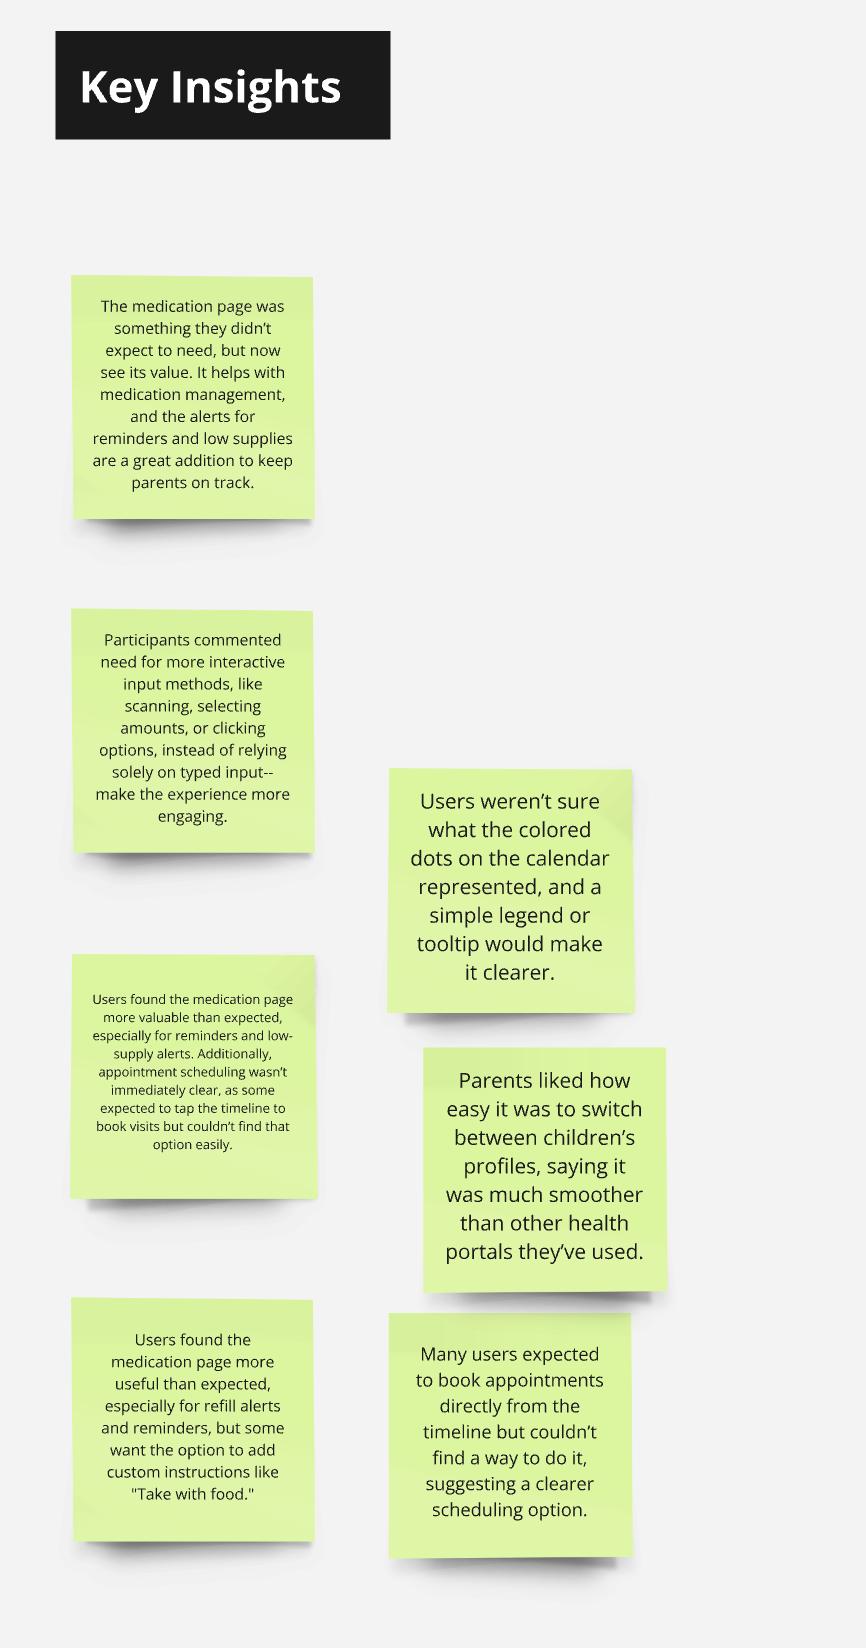 Key Insights
The medication page was
something they didn’t
expect to need, but now
see its value. It helps with
medication management,
and the alerts for
reminders and low supplies
are a great addition to keep
parents on track.
Participants commented
need for more interactive
input methods, like
scanning, selecting
amounts, or clicking
options, instead of relying
solely on typed input--
make the experience more
engaging.
Users found the medication page
more valuable than expected,
especially for reminders and low-
supply alerts. Additionally,
appointment scheduling wasn’t
immediately clear, as some
expected to tap the timeline to
book visits but couldn’t find that
option easily.
Users found the
medication page more
useful than expected,
especially for refill alerts
and reminders, but some
want the option to add
custom instructions like
"Take with food."
Users weren’t sure
what the colored
dots on the calendar
represented, and a
simple legend or
tooltip would make
it clearer.
Parents liked how
easy it was to switch
between children’s
profiles, saying it
was much smoother
than other health
portals they’ve used.
Many users expected
to book appointments
directly from the
timeline but couldn’t
find a way to do it,
suggesting a clearer
scheduling option.